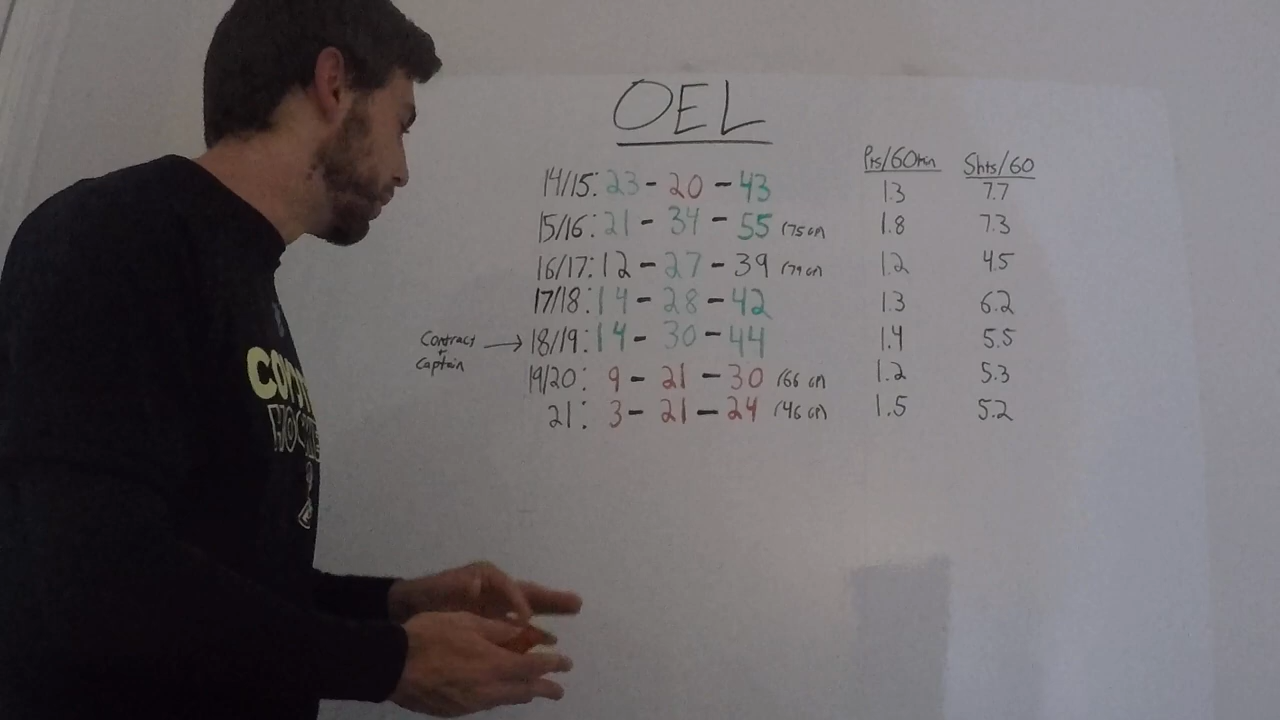 OEL
Pts/60min Shts/60
14/15: 23 - 20 - 43 1.3 7.7
15/16: 21 - 34 - 55 (75 GP) 1.8 7.3
16/17: 12 - 27 - 39 (79 GP) 1.2 4.5
17/18: 14 - 28 - 42 1.3 6.2
Contract + Captain → 18/19: 14 - 30 - 44 1.4 5.5
19/20: 9 - 21 - 30 (66 GP) 1.2 5.3
21: 3 - 21 - 24 (46 GP) 1.5 5.2